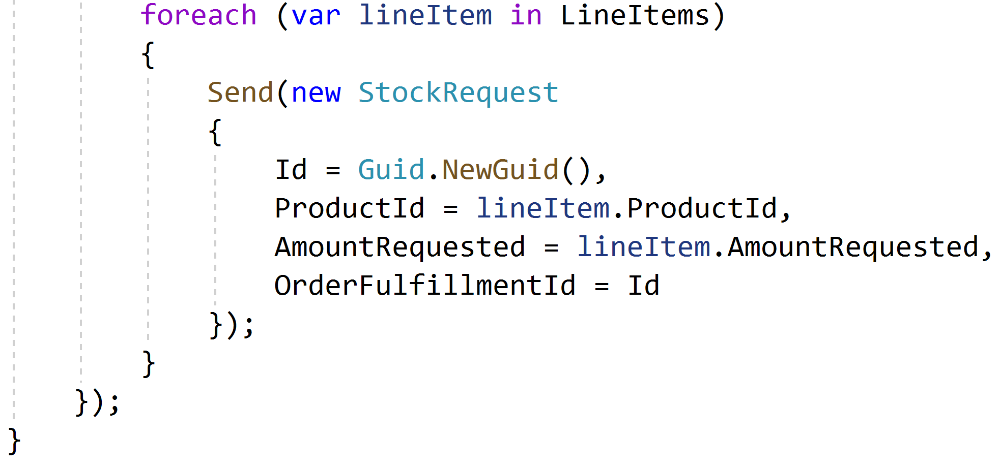 foreach (var lineItem in LineItems)
{
Send(new StockRequest
{
Id = Guid.NewGuid(),
ProductId = lineItem.ProductId,
AmountRequested = lineItem.AmountRequested,
OrderFulfillmentId = Id
});
}
});
}